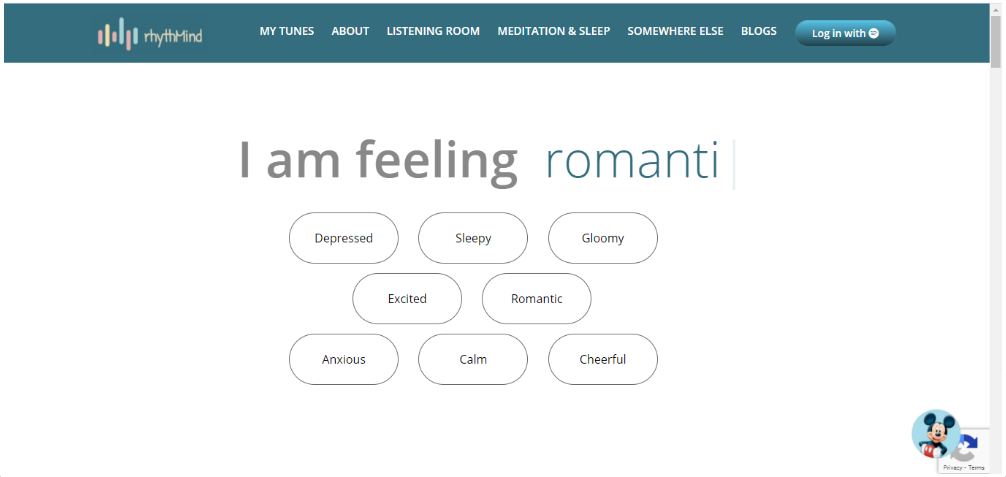 rhythMind MY TUNES ABOUT LISTENING ROOM MEDITATION & SLEEP SOMEWHERE ELSE BLOGS Log in with
I am feeling romanti
Depressed Sleepy Gloomy
Excited Romantic
Anxious Calm Cheerful
Privacy - Terms